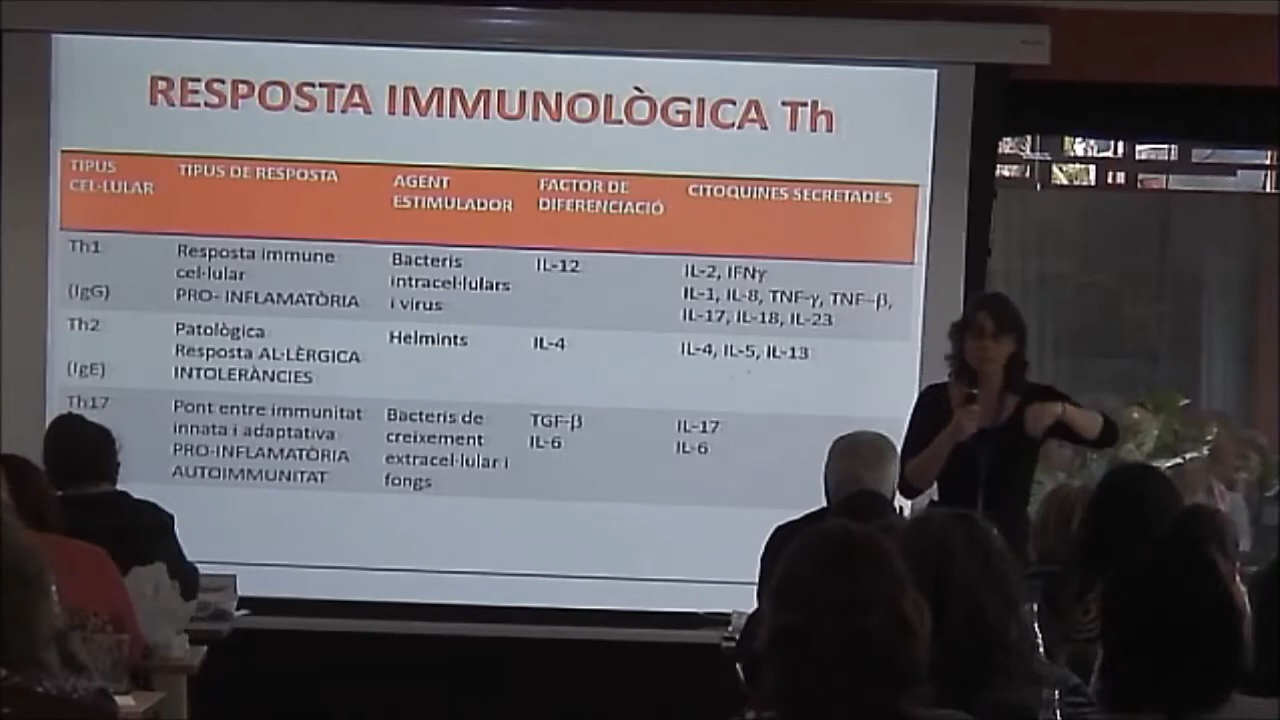 RESPOSTA IMMUNOLÒGICA Th
TIPUS
CEL·LULAR
TIPUS DE RESPOSTA
AGENT
ESTIMULADOR
FACTOR DE
DIFERENCIACIÓ
CITOQUINES SECRETADES
Th1
(IgG)
Resposta immune
cel·lular
PRO- INFLAMATÒRIA
Bacteris
intracel·lulars
i virus
IL-12
IL-2, IFNγ
IL-1, IL-8, TNF-γ, TNF-β,
IL-17, IL-18, IL-23
Th2
(IgE)
Patològica
Resposta AL·LÈRGICA
INTOLERÀNCIES
Helmints
IL-4
IL-4, IL-5, IL-13
Th17
Pont entre immunitat
innata i adaptativa
PRO-INFLAMATÒRIA
AUTOIMMUNITAT
Bacteris de
creixement
extracel·lular i
fongs
TGF-β
IL-6
IL-17
IL-6